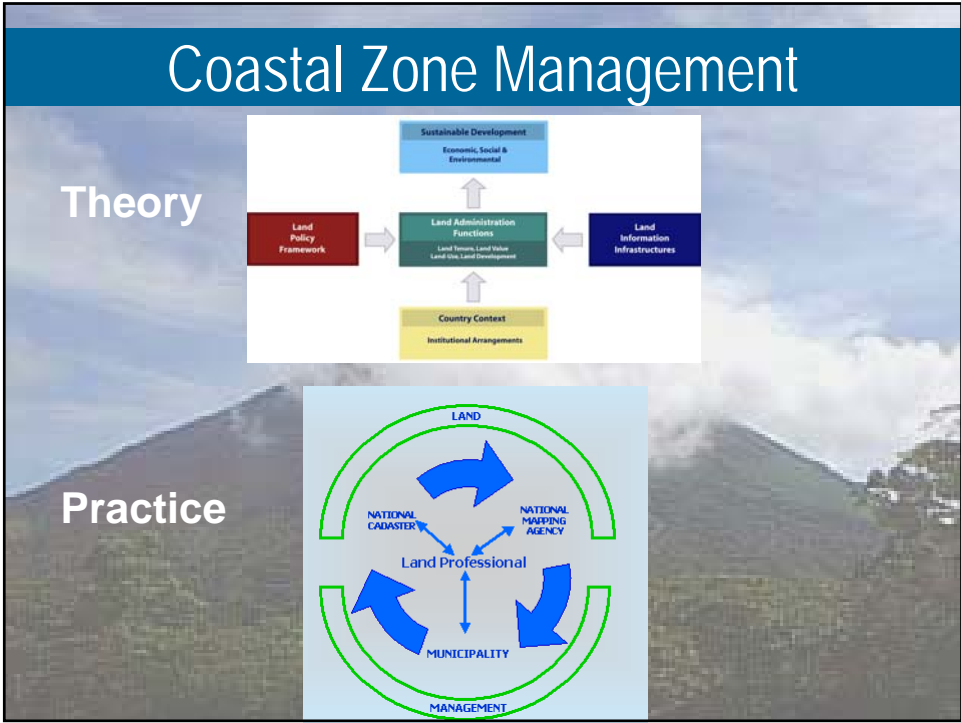 Coastal Zone Management
Theory
Sustainable Development
Economic, Social &
Environmental
Land
Policy
Framework
Land Administration
Functions
Land Tenure, Land Value
Land-Use, Land Development
Land
Information
Infrastructures
Country Context
Institutional Arrangements
Practice
LAND
NATIONAL
CADASTER
NATIONAL
MAPPING
AGENCY
Land Professional
MUNICIPALITY
MANAGEMENT